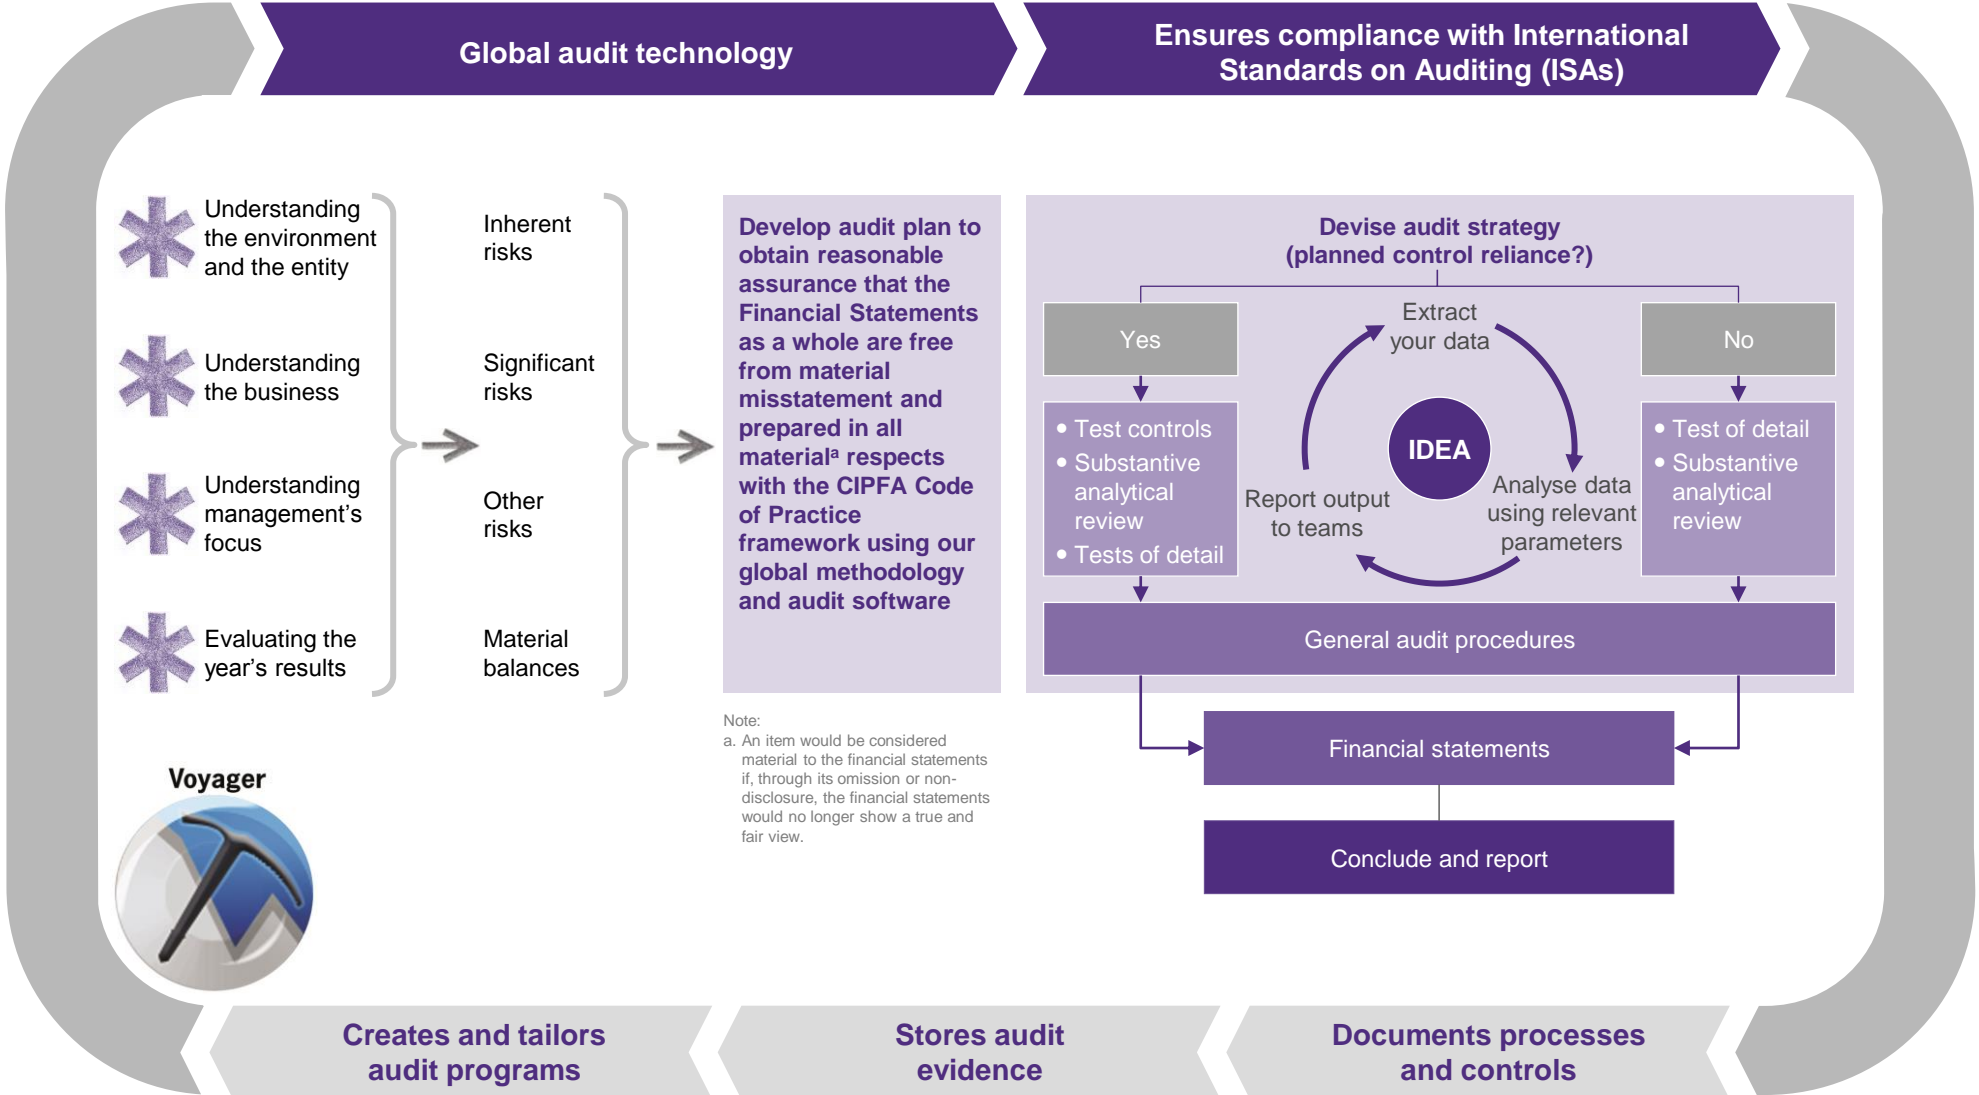 Global audit technology
Ensures compliance with International
Standards on Auditing (ISAs)
Understanding
the environment
and the entity
Understanding
the business
Understanding
management's
focus
Evaluating the
year's results
Inherent
risks
Significant
risks
Other
risks
Material
balances
Develop audit plan to
obtain reasonable
assurance that the
Financial Statements
as a whole are free
from material
misstatement and
prepared in all
materialª respects
with the CIPFA Code
of Practice
framework using our
global methodology
and audit software
Note:
a. An item would be considered
material to the financial statements
if, through its omission or non-
disclosure, the financial statements
would no longer show a true and
fair view.
Devise audit strategy
(planned control reliance?)
Yes
• Test controls
• Substantive
analytical
review
• Tests of detail
Extract
your data
IDEA
Analyse data
using relevant
parameters
Report output
to teams
No
• Test of detail
• Substantive
analytical
review
General audit procedures
Financial statements
Conclude and report
Voyager
Creates and tailors
audit programs
Stores audit
evidence
Documents processes
and controls